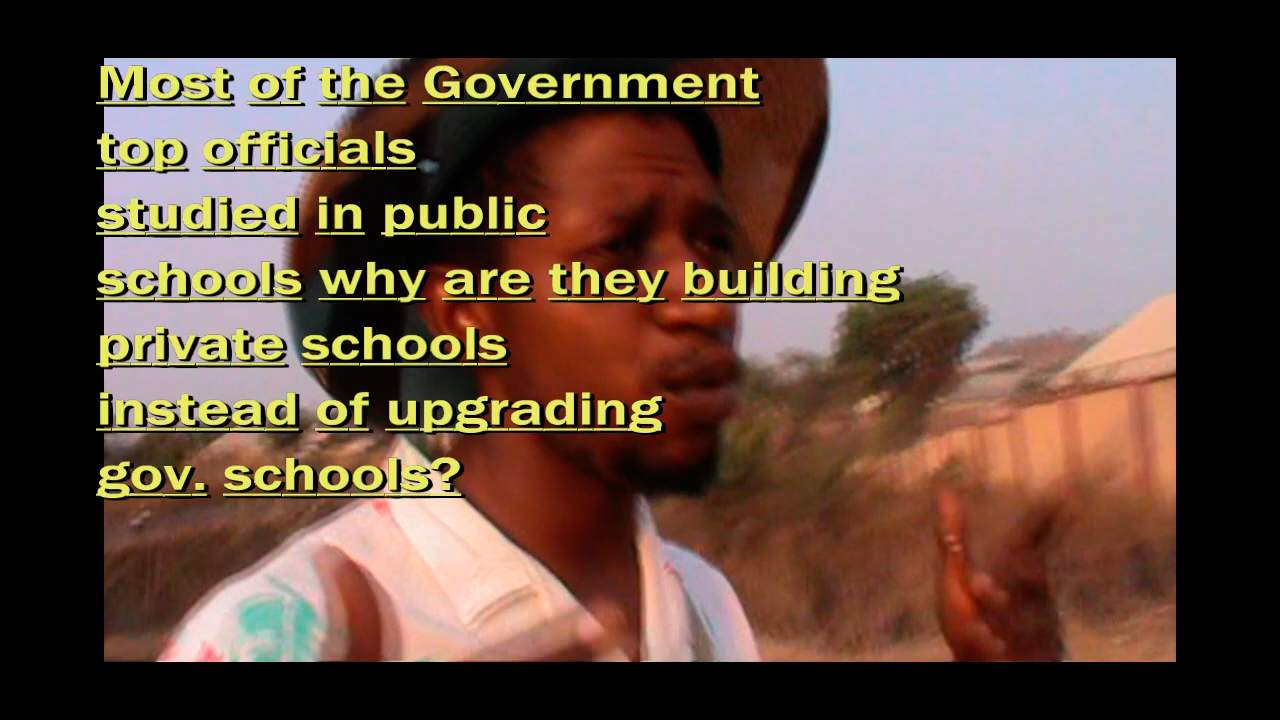 Most of the Government
top officials
studied in public
schools why are they building
private schools
instead of upgrading
gov. schools?